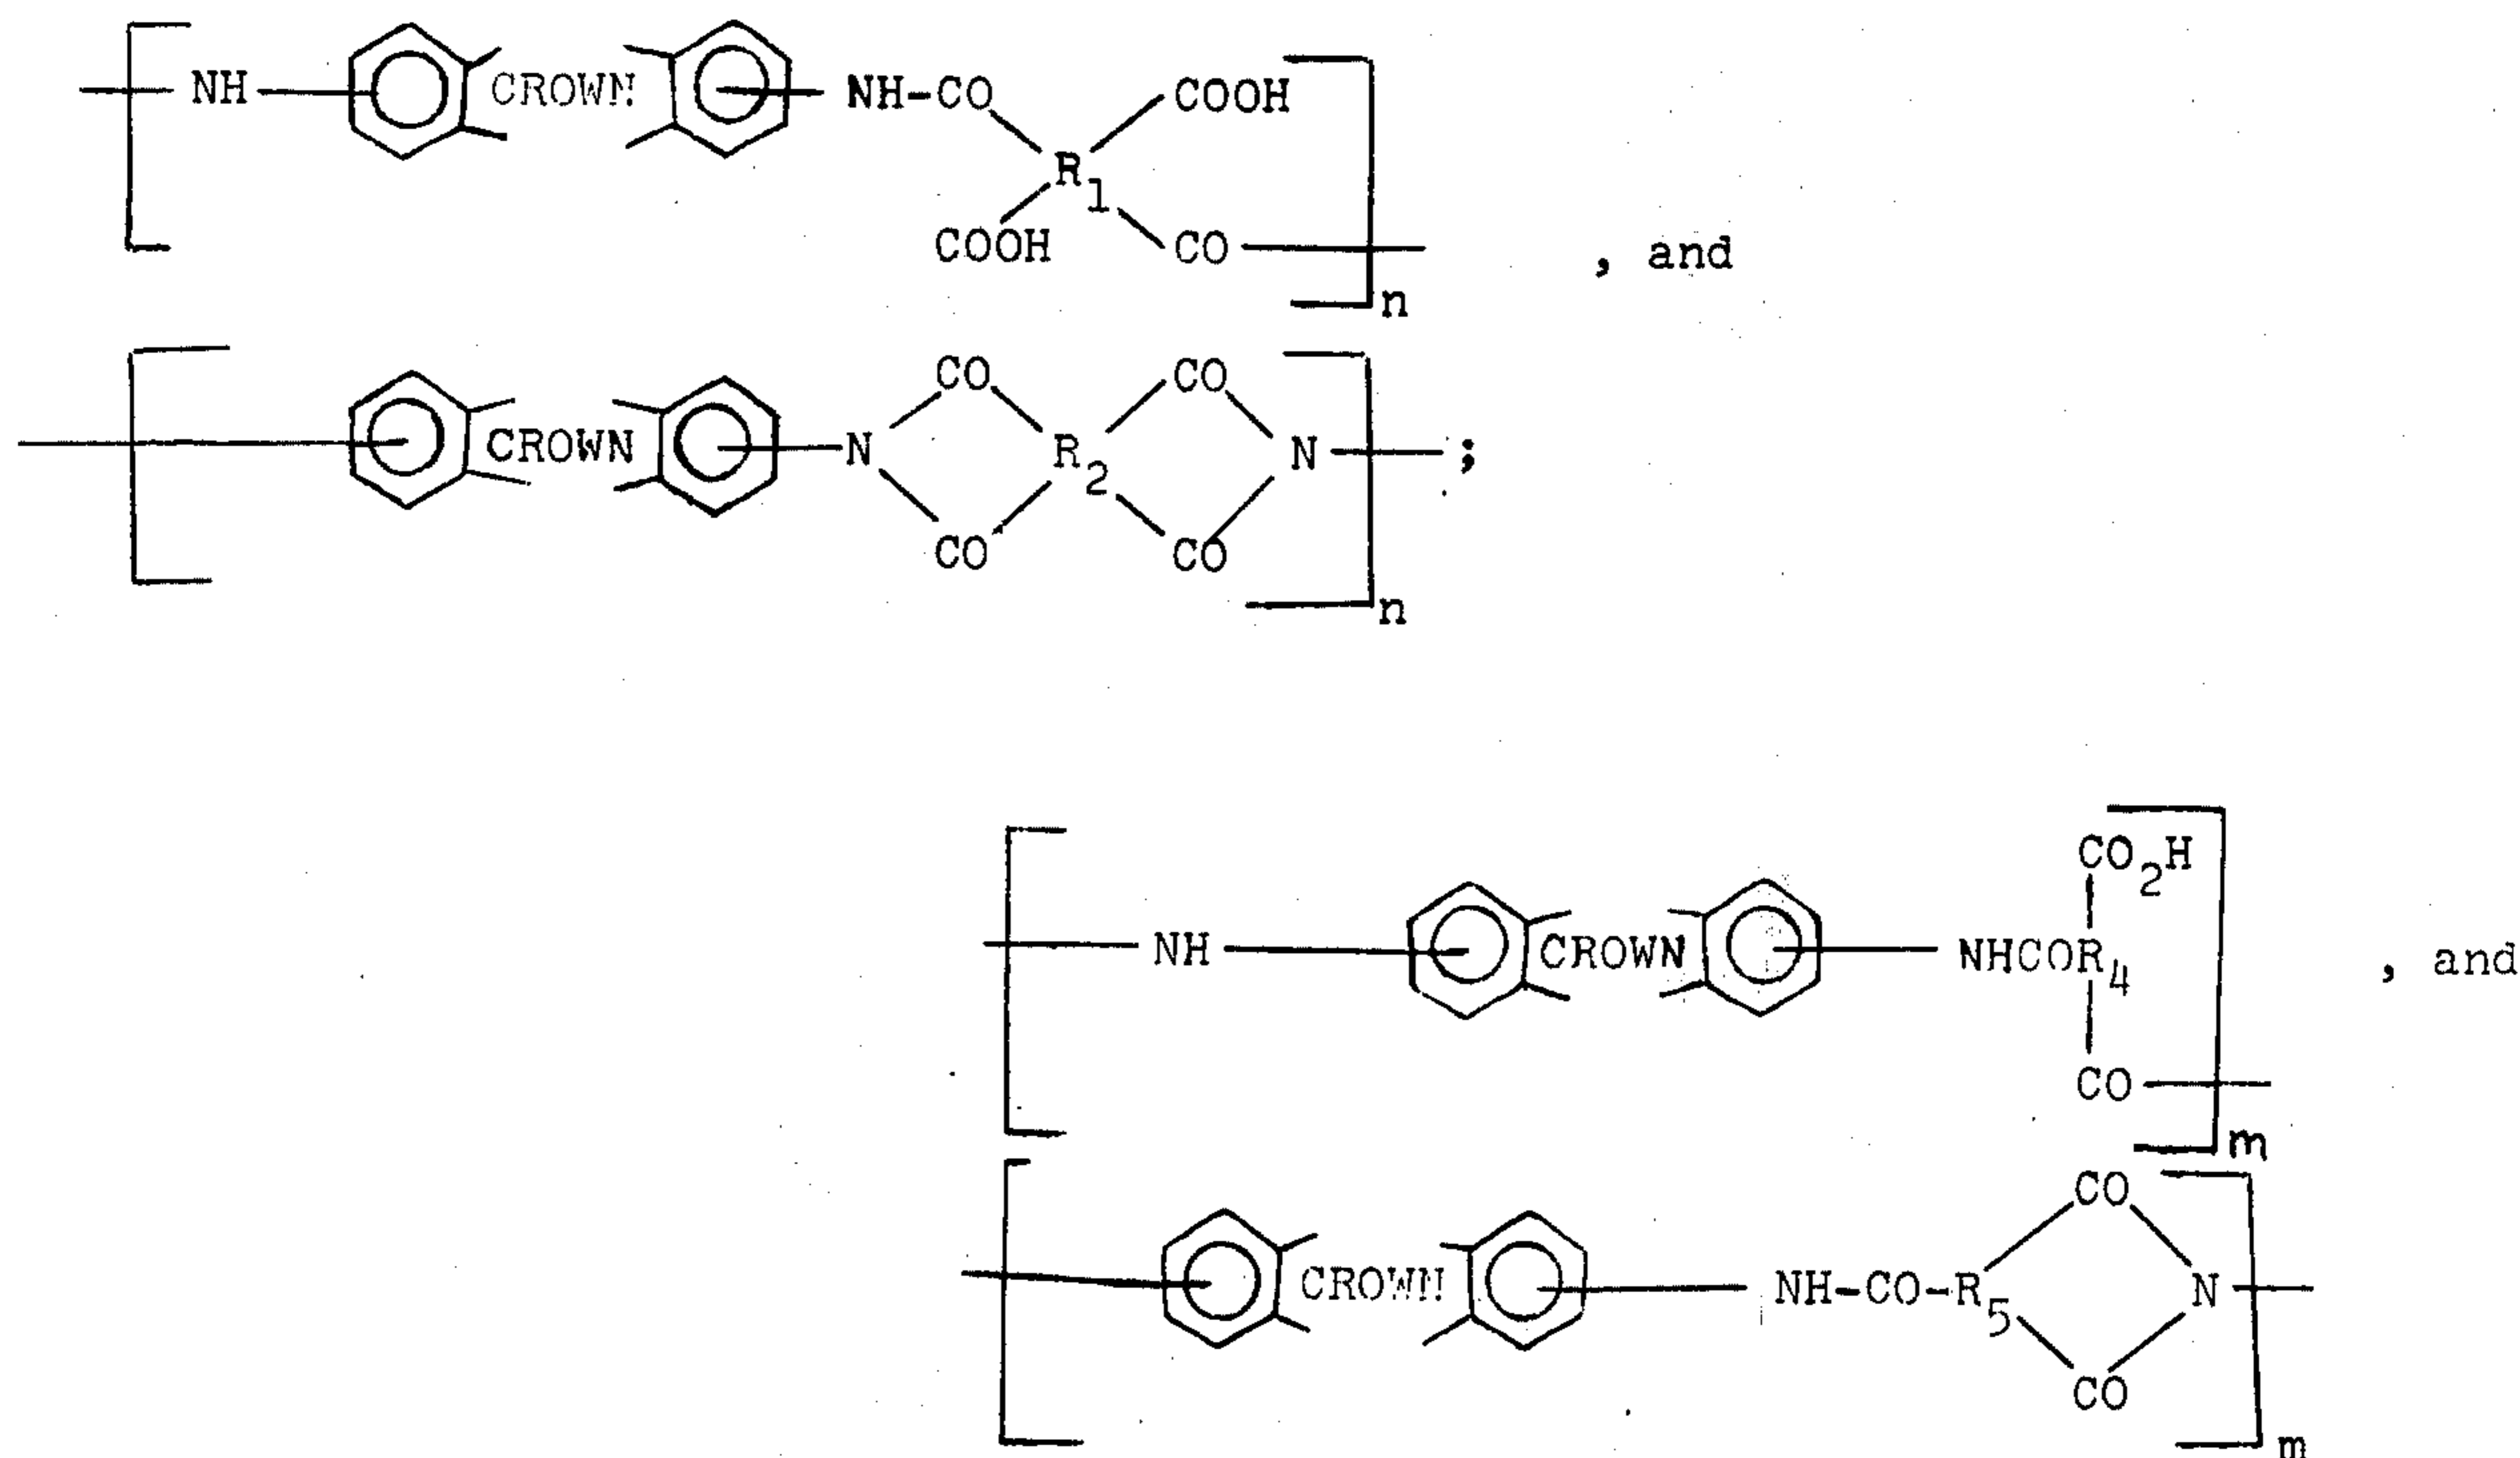 NH CROWN NH-CO COOH
R1
COOH CO , and
n
CO CO
CROWN N R2 N ;
CO CO
n
CO2H
NH CROWN NHCOR4 , and
CO
m
CO
CROWN NH-CO-R5 N
CO
m